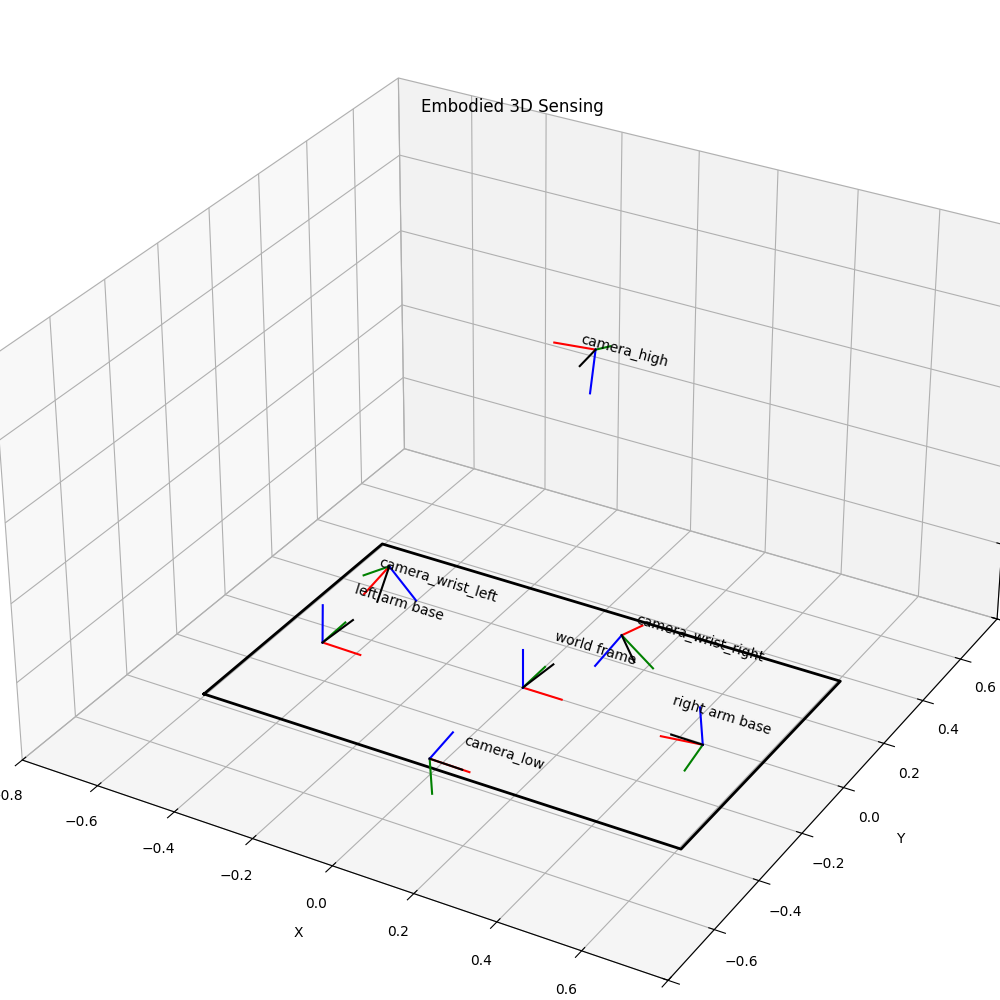 Embodied 3D Sensing
camera_high
camera_wrist_left
left arm base
camera_wrist_right
world frame
right arm base
camera_low
0.6
0.4
0.2
0.0
−0.2
−0.4
−0.6
Y
0.8
−0.6
−0.4
−0.2
0.0
0.2
0.4
0.6
X